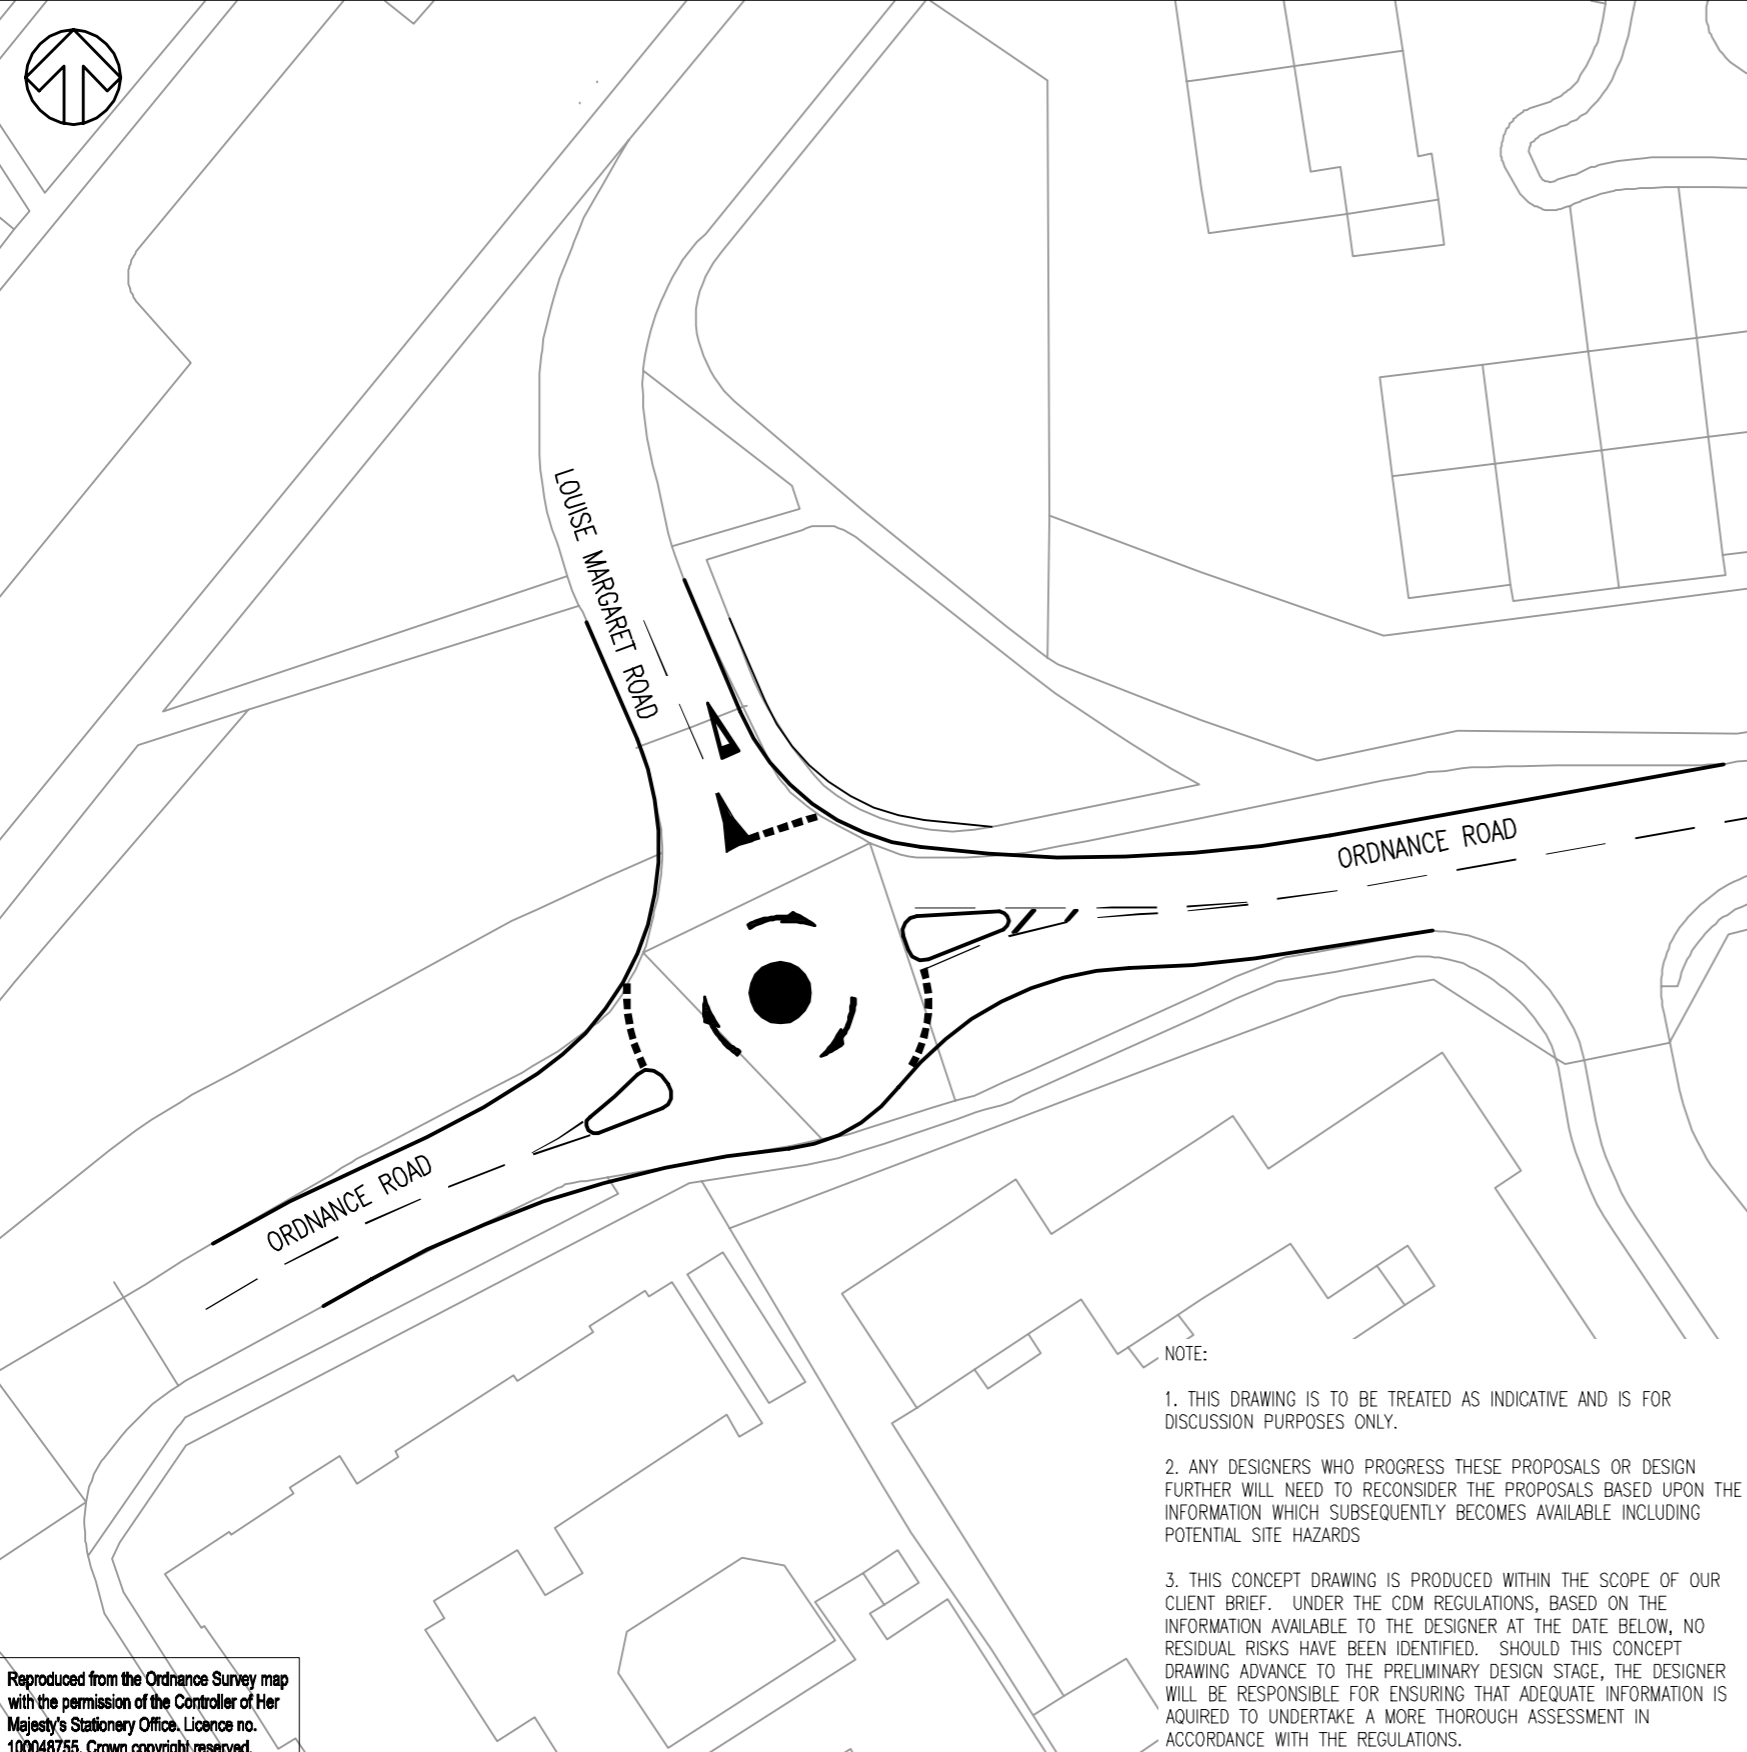 LOUISE MARGARET ROAD
ORDNANCE ROAD
ORDNANCE ROAD
NOTE:
1. THIS DRAWING IS TO BE TREATED AS INDICATIVE AND IS FOR
DISCUSSION PURPOSES ONLY.
2. ANY DESIGNERS WHO PROGRESS THESE PROPOSALS OR DESIGN
FURTHER WILL NEED TO RECONSIDER THE PROPOSALS BASED UPON THE
INFORMATION WHICH SUBSEQUENTLY BECOMES AVAILABLE INCLUDING
POTENTIAL SITE HAZARDS
3. THIS CONCEPT DRAWING IS PRODUCED WITHIN THE SCOPE OF OUR
CLIENT BRIEF. UNDER THE CDM REGULATIONS, BASED ON THE
INFORMATION AVAILABLE TO THE DESIGNER AT THE DATE BELOW, NO
RESIDUAL RISKS HAVE BEEN IDENTIFIED. SHOULD THIS CONCEPT
DRAWING ADVANCE TO THE PRELIMINARY DESIGN STAGE, THE DESIGNER
WILL BE RESPONSIBLE FOR ENSURING THAT ADEQUATE INFORMATION IS
AQUIRED TO UNDERTAKE A MORE THOROUGH ASSESSMENT IN
ACCORDANCE WITH THE REGULATIONS.
Reproduced from the Ordnance Survey map
with the permission of the Controller of Her
Majesty's Stationery Office. Licence no.
100048755. Crown copyright reserved.